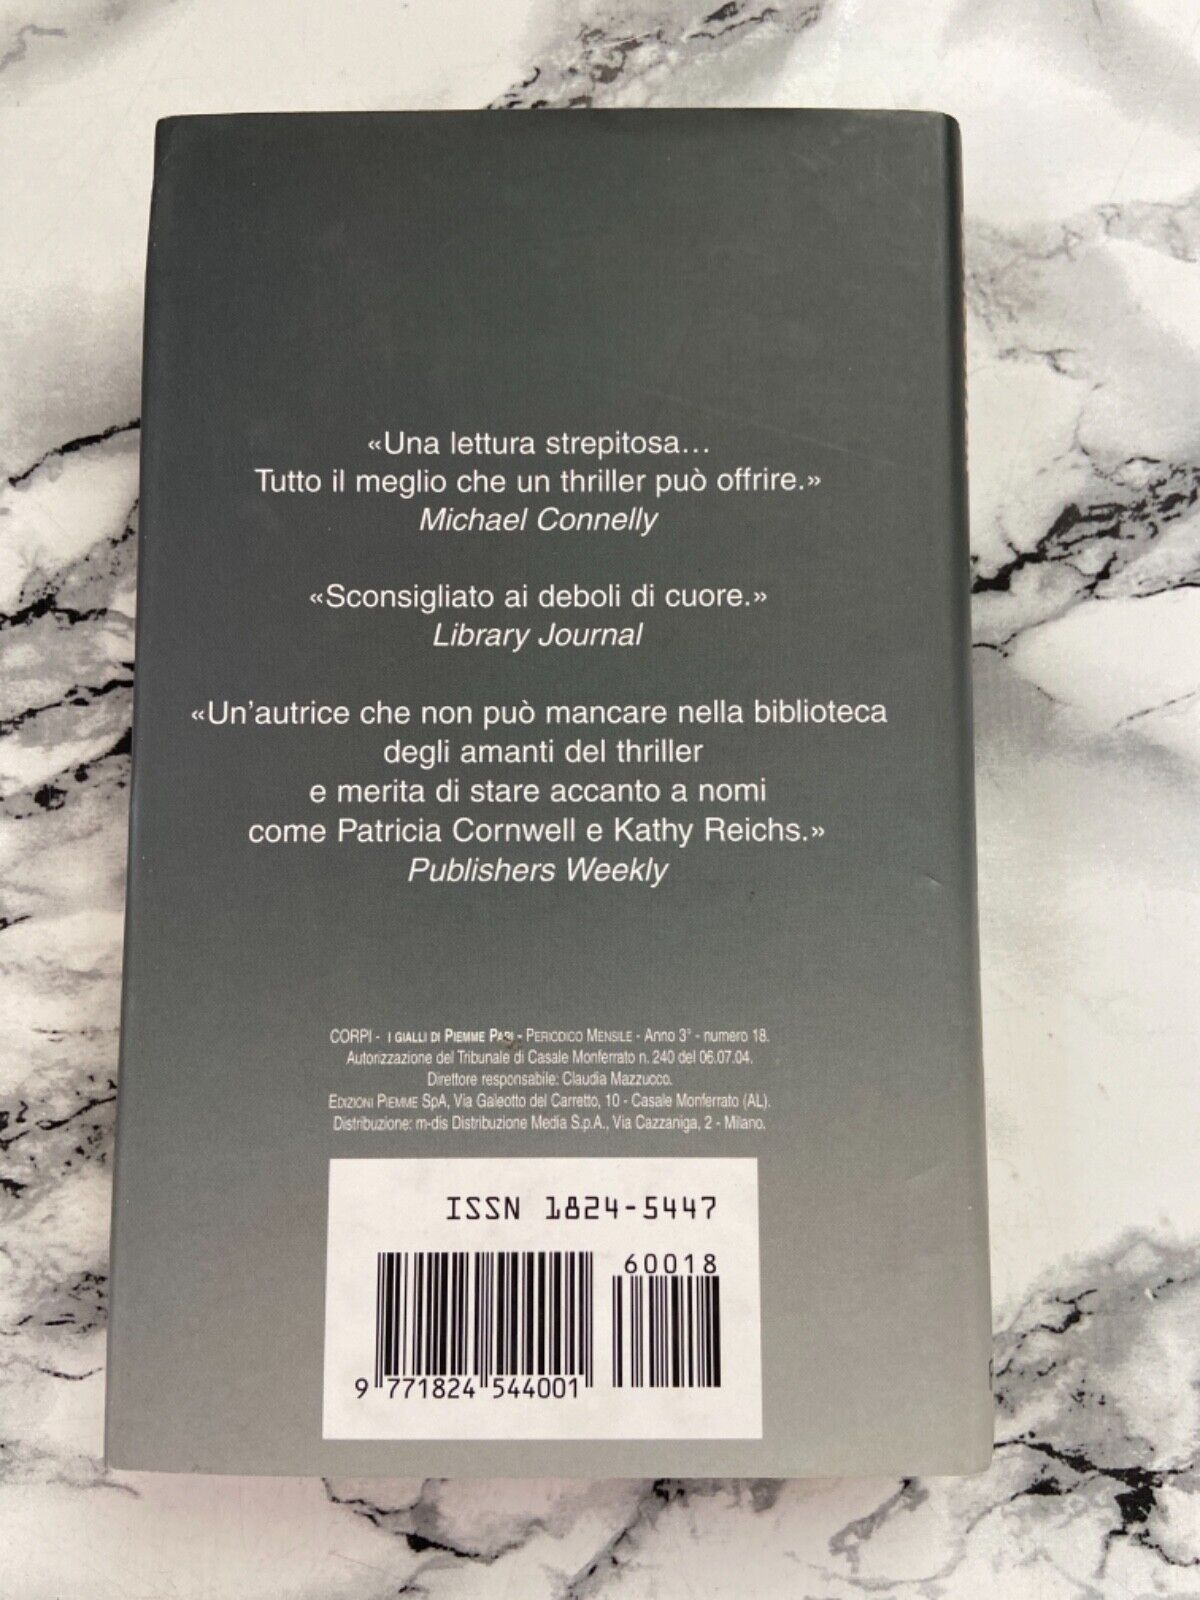 «Una lettura strepitosa...
Tutto il meglio che un thriller può offrire.»
Michael Connelly
«Sconsigliato ai deboli di cuore.»
Library Journal
«Un'autrice che non può mancare nella biblioteca
degli amanti del thriller
e merita di stare accanto a nomi
come Patricia Cornwell e Kathy Reichs.»
Publishers Weekly
CORPI - I GIALLI DI PIEMME - PERIODICO MENSILE - Anno 3° - numero 18.
Autorizzazione del Tribunale di Casale Monferrato n. 240 del 06.07.04.
Direttore responsabile: Claudia Mazzucco.
EDIZIONI PIEMME SpA, Via Galeotto del Carretto, 10 - Casale Monferrato (AL).
Distribuzione: m-dis Distribuzione Media S.p.A., Via Cazzaniga, 2 - Milano.
ISSN 1824-5447
60018
9 771824 544001